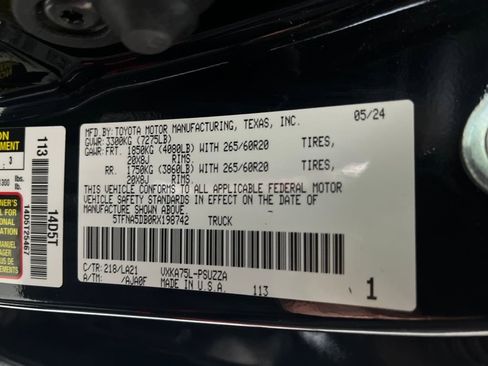 MFD.BY:TOYOTA MOTOR MANUFACTURING, TEXAS, INC. 05/24
GVWR: 3300KG (7275LB)
GAWR: FRT. 1850KG (4080LB) WITH 265/60R20 TIRES,
20X8J RIMS.
RR. 1750KG (3860LB) WITH 265/60R20 TIRES,
20X8J RIMS.
THIS VEHICLE CONFORMS TO ALL APPLICABLE FEDERAL MOTOR
VEHICLE SAFETY STANDARDS IN EFFECT ON THE DATE OF
MANUFACTURE SHOWN ABOVE.
5TFNA5DB0RX198742 TRUCK
C/TR: 218/LA21 VXKA75L-PSUZZA
A/TM: /AJA0F MADE IN U.S.A. 113 1
113
14D5T
14D5T75467